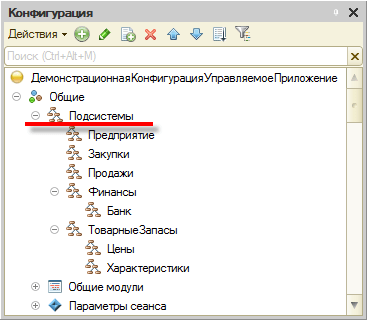 Конфигурация
Действия
Поиск (Ctrl+Alt+M)
ДемонстрационнаяКонфигурацияУправляемоеПриложение
Общие
Подсистемы
Предприятие
Закупки
Продажи
Финансы
Банк
ТоварныеЗапасы
Цены
Характеристики
Общие модули
Параметры сеанса